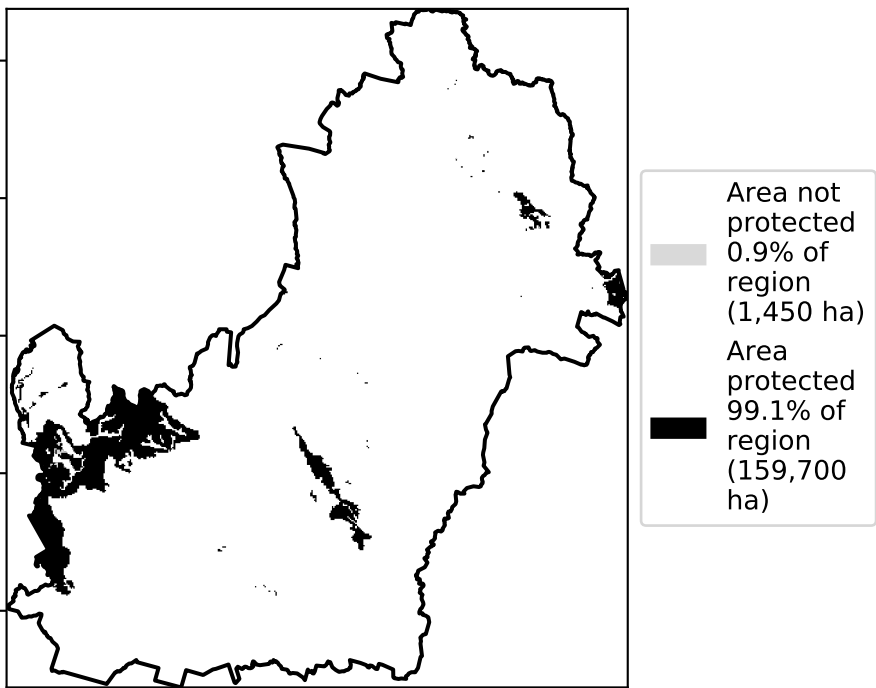 Area not
protected
0.9% of
region
(1,450 ha)
Area
protected
99.1% of
region
(159,700
ha)